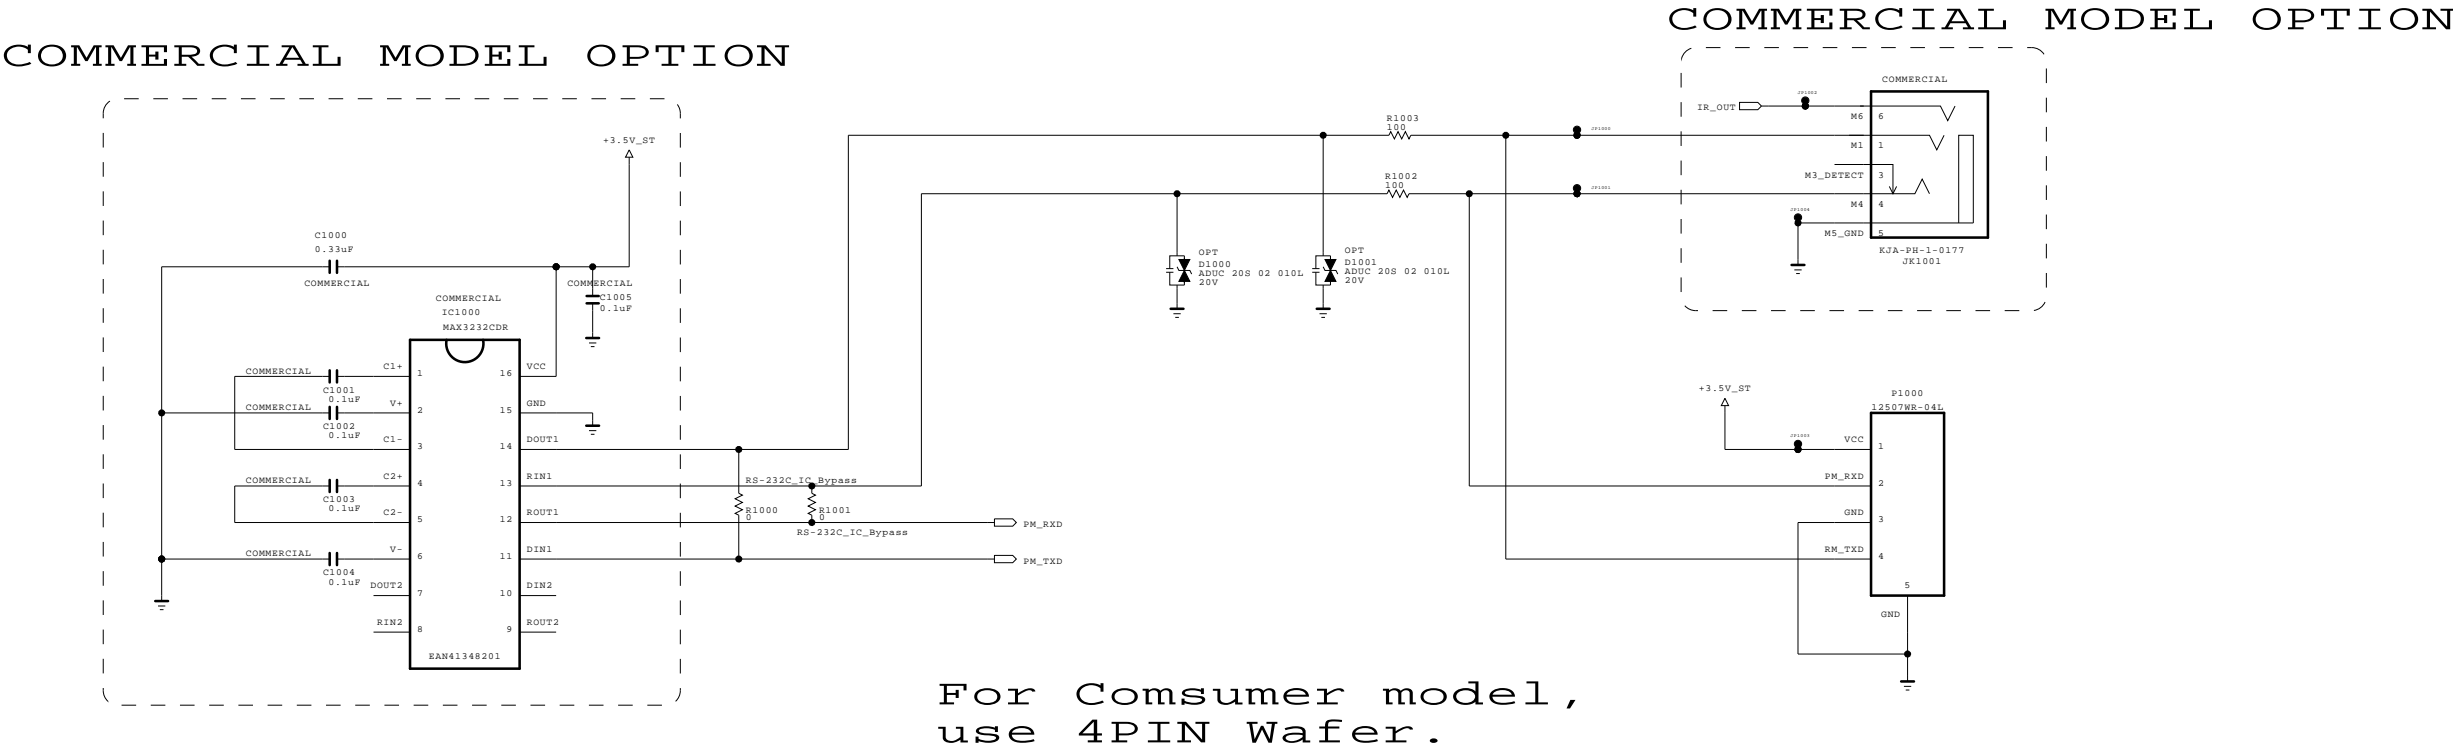 COMMERCIAL MODEL OPTION
COMMERCIAL MODEL OPTION
+3.5V_ST
C1000
0.33uF
COMMERCIAL
COMMERCIAL
C1005
0.1uF
COMMERCIAL
IC1000
MAX3232CDR
COMMERCIAL
C1001
0.1uF
COMMERCIAL
C1002
0.1uF
COMMERCIAL
C1003
0.1uF
COMMERCIAL
C1004
0.1uF
C1+ 1 16 VCC
V+ 2 15 GND
C1- 3 14 DOUT1
C2+ 4 13 RIN1
C2- 5 12 ROUT1
V- 6 11 DIN1
DOUT2 7 10 DIN2
RIN2 8 9 ROUT2
EAN41348201
RS-232C_IC_Bypass
R1000
0
R1001
0
RS-232C_IC_Bypass
PM_RXD
PM_TXD
R1003
100
R1002
100
OPT
D1000
ADUC 20S 02 010L
20V
OPT
D1001
ADUC 20S 02 010L
20V
JP1000
JP1001
COMMERCIAL
JP1002
IR_OUT
M6 6
M1 1
M3_DETECT 3
M4 4
JP1004
M5_GND 5
KJA-PH-1-0177
JK1001
+3.5V_ST
JP1003
P1000
12507WR-04L
VCC 1
PM_RXD 2
GND 3
RM_TXD 4
5
GND
For Comsumer model,
use 4PIN Wafer.